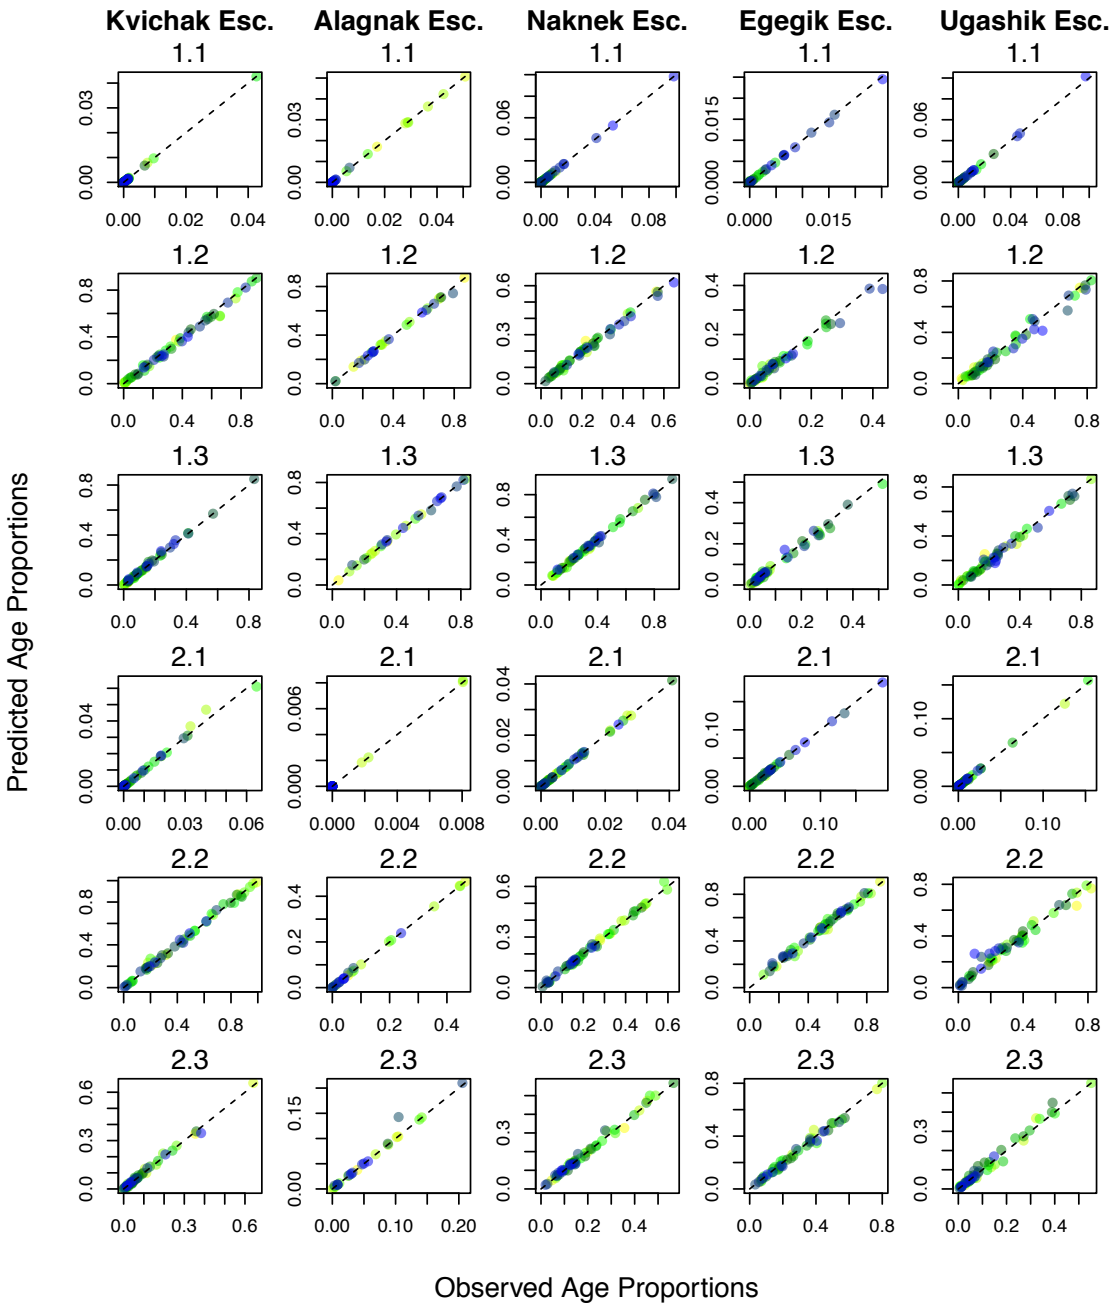 Kvichak Esc. Alagnak Esc. Naknek Esc. Egegik Esc. Ugashik Esc.
1.1 1.1 1.1 1.1 1.1
0.00 0.03 0.00 0.03 0.00 0.06 0.000 0.015 0.00 0.06
0.00 0.02 0.04 0.00 0.02 0.04 0.00 0.04 0.08 0.000 0.015 0.00 0.04 0.08
1.2 1.2 1.2 1.2 1.2
0.0 0.4 0.8 0.0 0.4 0.8 0.0 0.3 0.6 0.0 0.2 0.4 0.0 0.4 0.8
0.0 0.4 0.8 0.0 0.4 0.8 0.0 0.2 0.4 0.6 0.0 0.2 0.4 0.0 0.4 0.8
1.3 1.3 1.3 1.3 1.3
0.0 0.4 0.8 0.0 0.4 0.8 0.0 0.4 0.8 0.0 0.2 0.4 0.0 0.4 0.8
0.0 0.4 0.8 0.0 0.4 0.8 0.0 0.4 0.8 0.0 0.2 0.4 0.0 0.4 0.8
Predicted Age Proportions
2.1 2.1 2.1 2.1 2.1
0.00 0.04 0.000 0.006 0.00 0.02 0.04 0.00 0.10 0.00 0.10
0.00 0.03 0.06 0.000 0.004 0.008 0.00 0.02 0.04 0.00 0.10 0.00 0.10
2.2 2.2 2.2 2.2 2.2
0.0 0.4 0.8 0.0 0.2 0.4 0.0 0.3 0.6 0.0 0.4 0.8 0.0 0.4 0.8
0.0 0.4 0.8 0.0 0.2 0.4 0.0 0.2 0.4 0.6 0.0 0.4 0.8 0.0 0.4 0.8
2.3 2.3 2.3 2.3 2.3
0.0 0.3 0.6 0.00 0.15 0.0 0.3 0.0 0.4 0.8 0.0 0.3
0.0 0.3 0.6 0.00 0.10 0.20 0.0 0.2 0.4 0.0 0.4 0.8 0.0 0.2 0.4
Observed Age Proportions